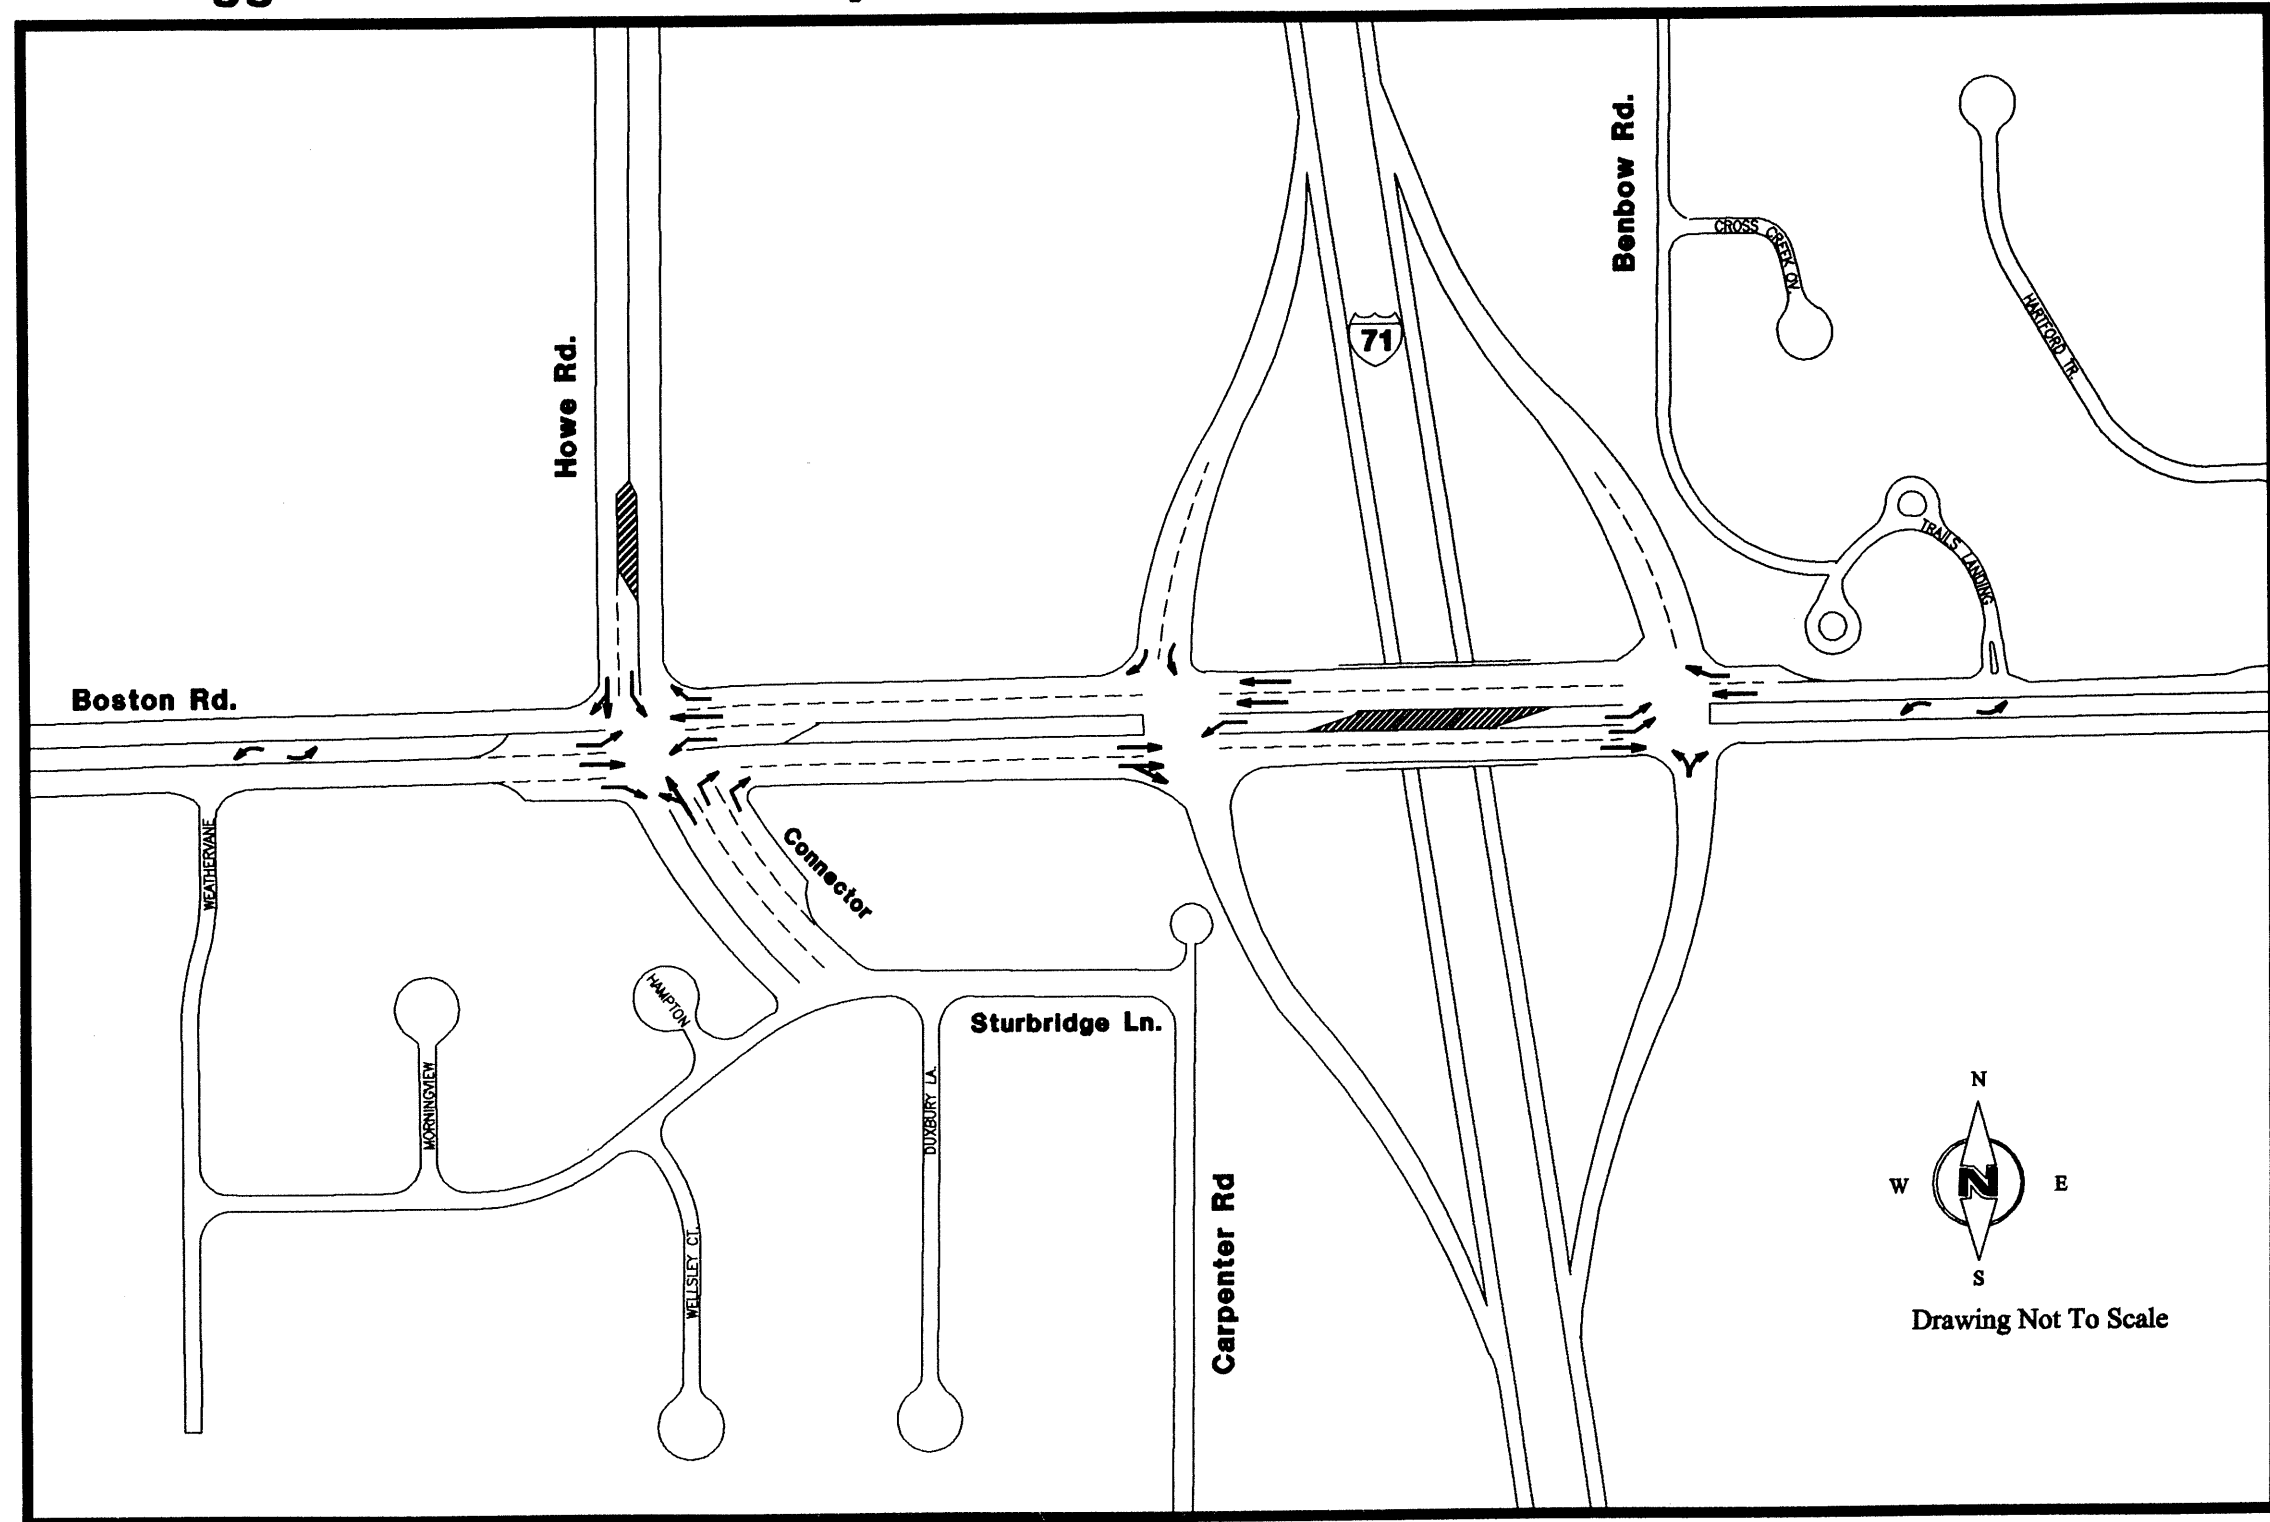 Benbow Rd.
CROSS CREEK OV.
HARTFORD TR.
71
Howe Rd.
TRAILS LANDING
Boston Rd.
WEATHERVANE
Connector
HAMPTON
Sturbridge Ln.
MORNINGVIEW
DUXBURY LA.
WELLSLEY CT.
Carpenter Rd
N
W
N
E
S
Drawing Not To Scale